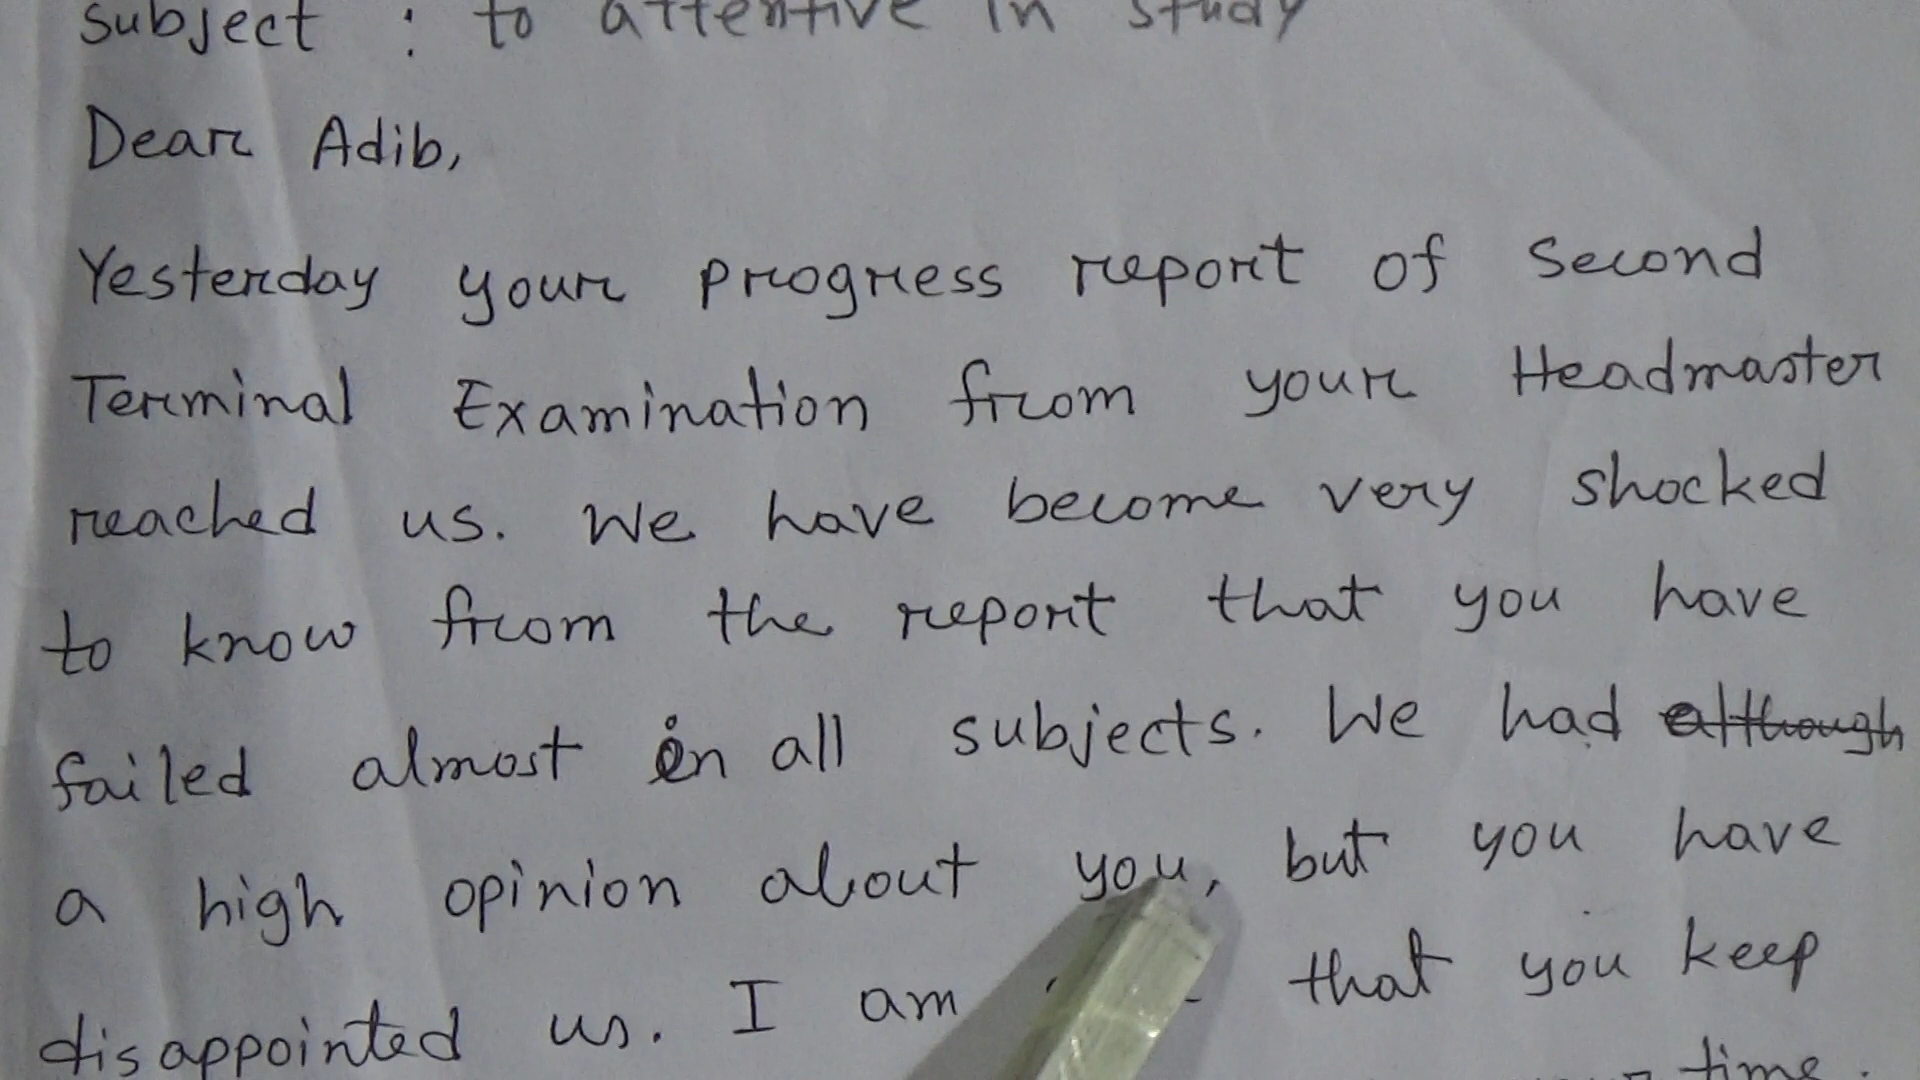 Subject : to attentive in study
Dear Adib,
Yesterday your progress report of Second
Terminal Examination from your Headmaster
reached us. We have become very shocked
to know from the report that you have
failed almost in all subjects. We had although
a high opinion about you, but you have
disappointed us. I am that you keep
time.